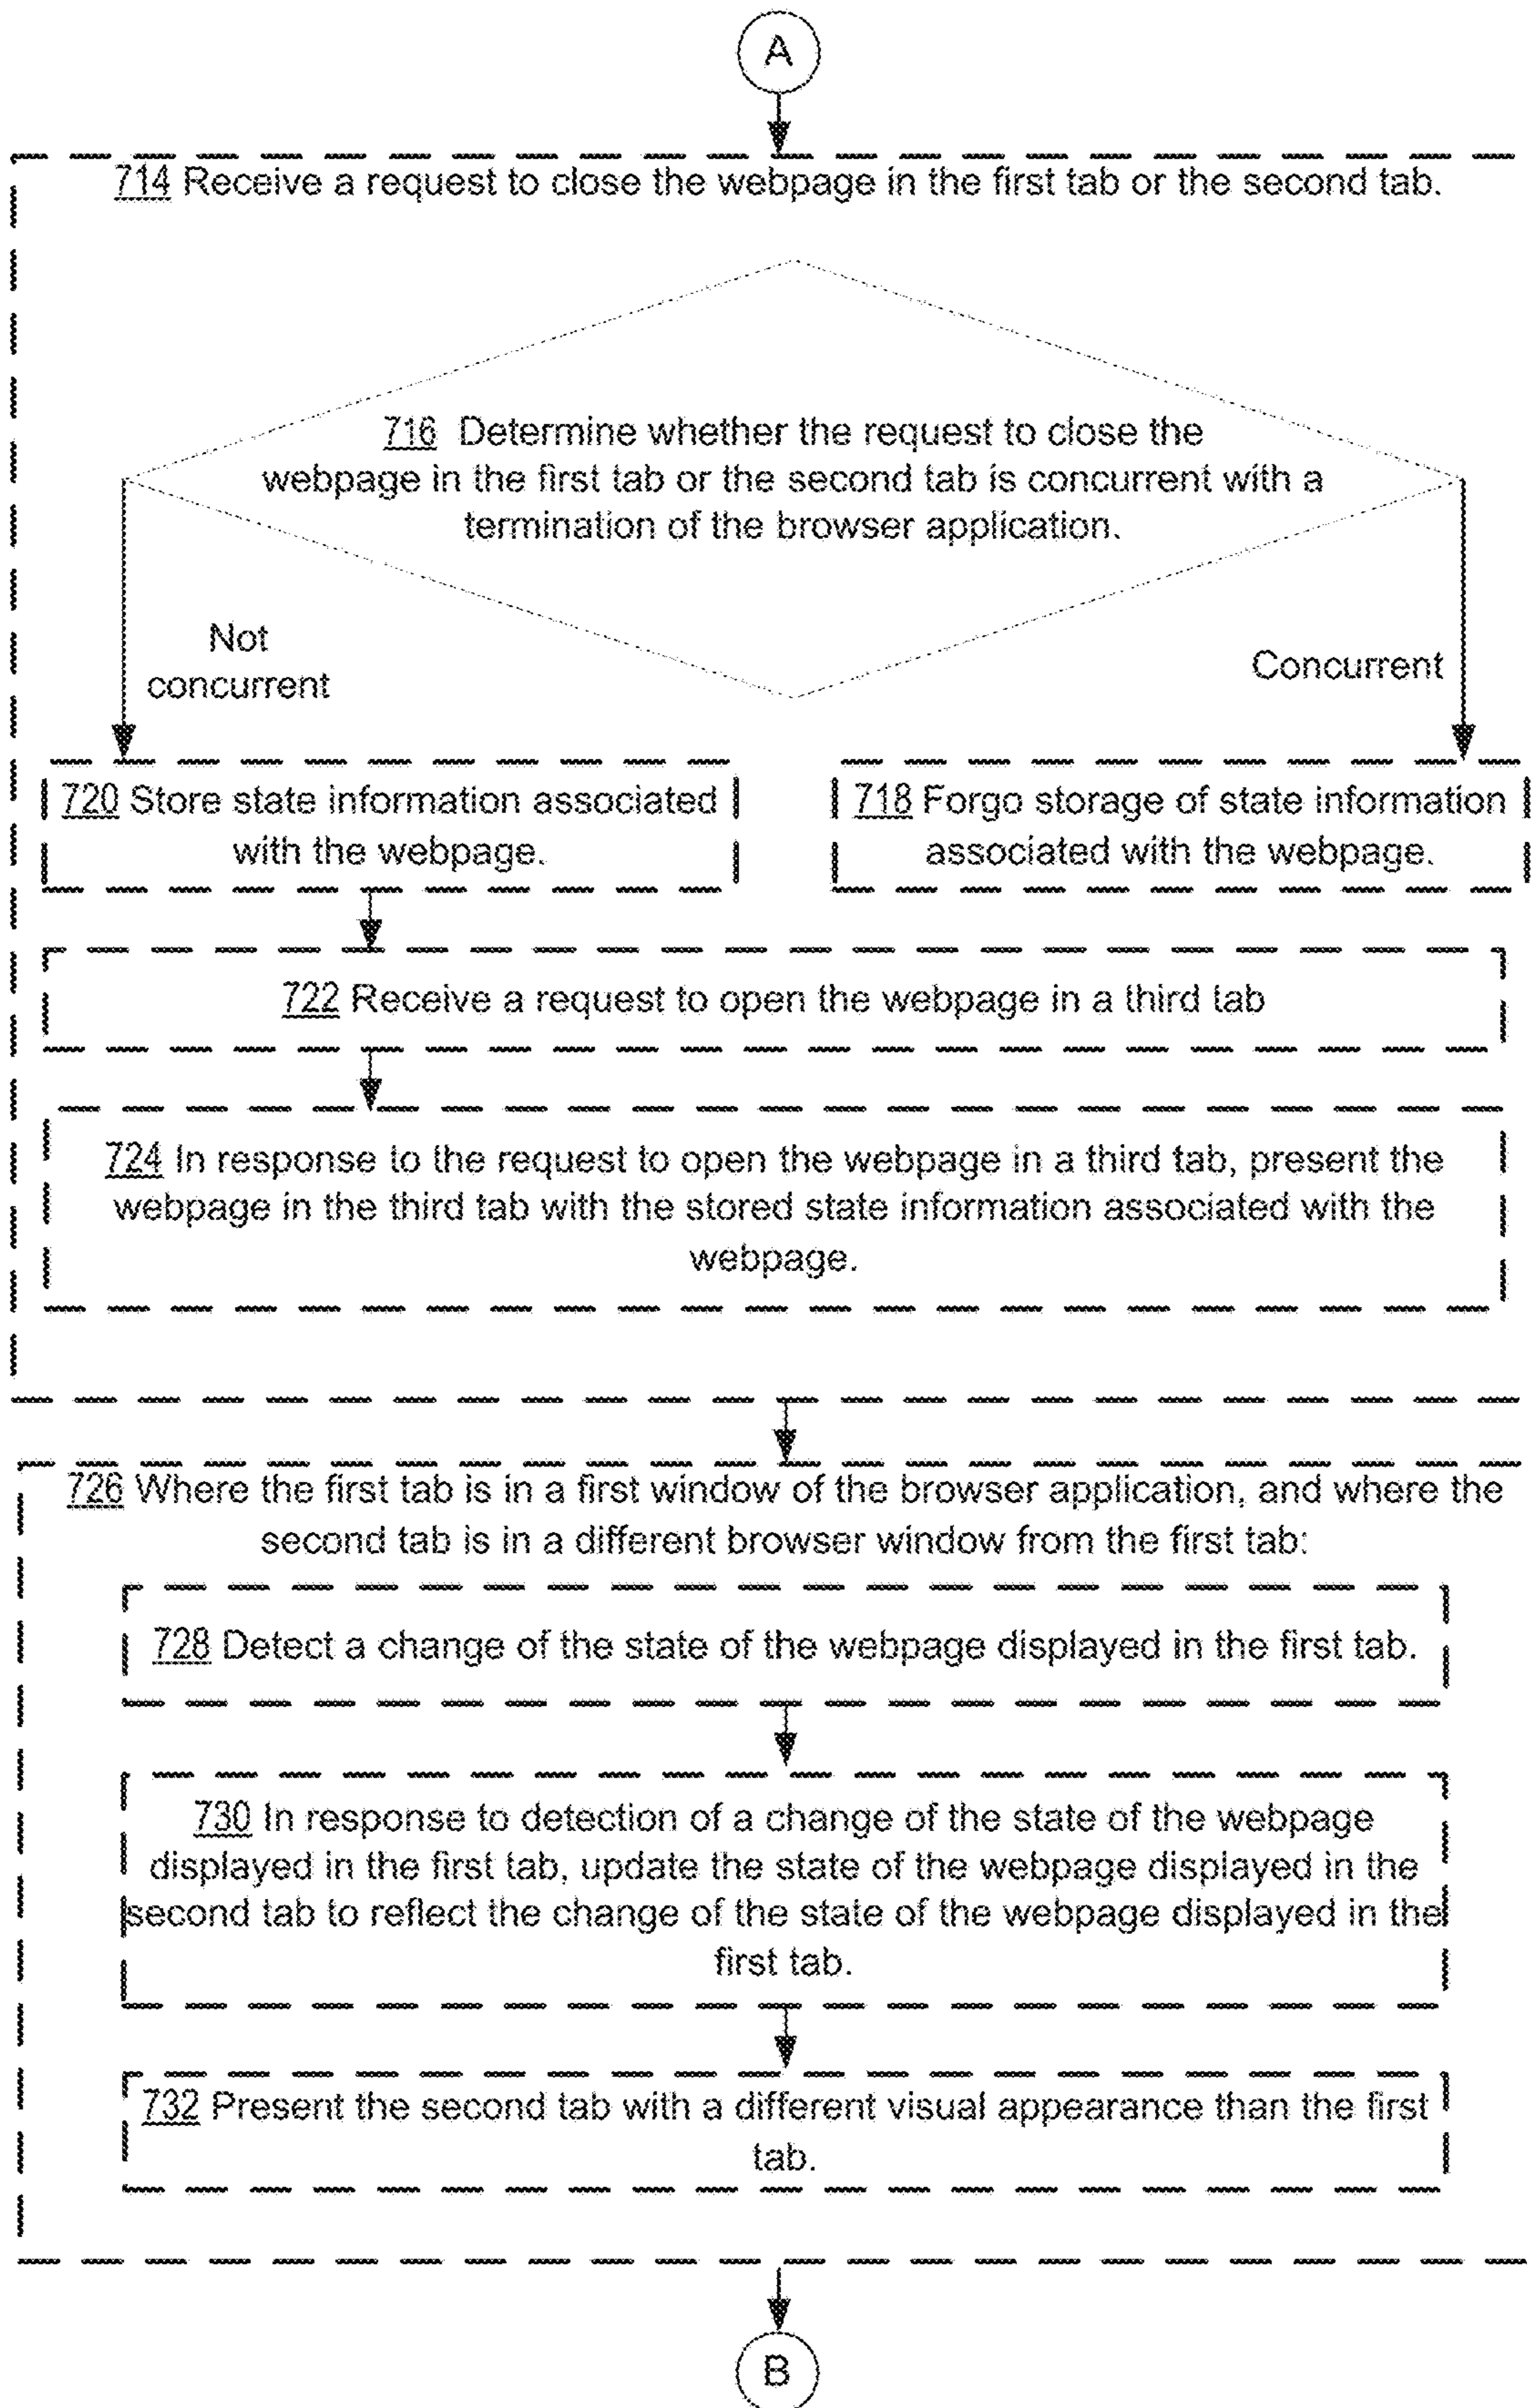 A
714 Receive a request to close the webpage in the first tab or the second tab.
716 Determine whether the request to close the
webpage in the first tab or the second tab is concurrent with a
termination of the browser application.
Not
concurrent
Concurrent
720 Store state information associated
with the webpage.
718 Forgo storage of state information
associated with the webpage.
722 Receive a request to open the webpage in a third tab
724 In response to the request to open the webpage in a third tab, present the
webpage in the third tab with the stored state information associated with the
webpage.
726 Where the first tab is in a first window of the browser application, and where the
second tab is in a different browser window from the first tab:
728 Detect a change of the state of the webpage displayed in the first tab.
730 In response to detection of a change of the state of the webpage
displayed in the first tab, update the state of the webpage displayed in the
second tab to reflect the change of the state of the webpage displayed in the
first tab.
732 Present the second tab with a different visual appearance than the first
tab.
B